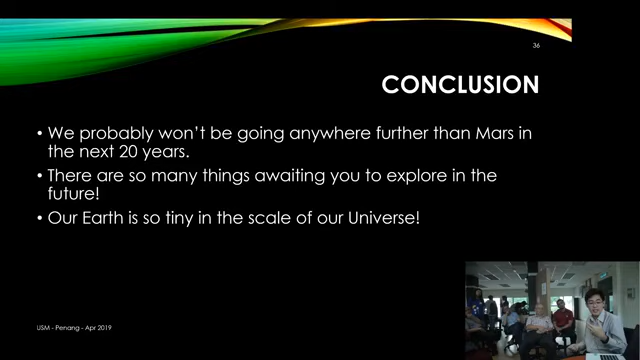 36
CONCLUSION
• We probably won't be going anywhere further than Mars in
the next 20 years.
• There are so many things awaiting you to explore in the
future!
• Our Earth is so tiny in the scale of our Universe!
USM - Penang - Apr 2019